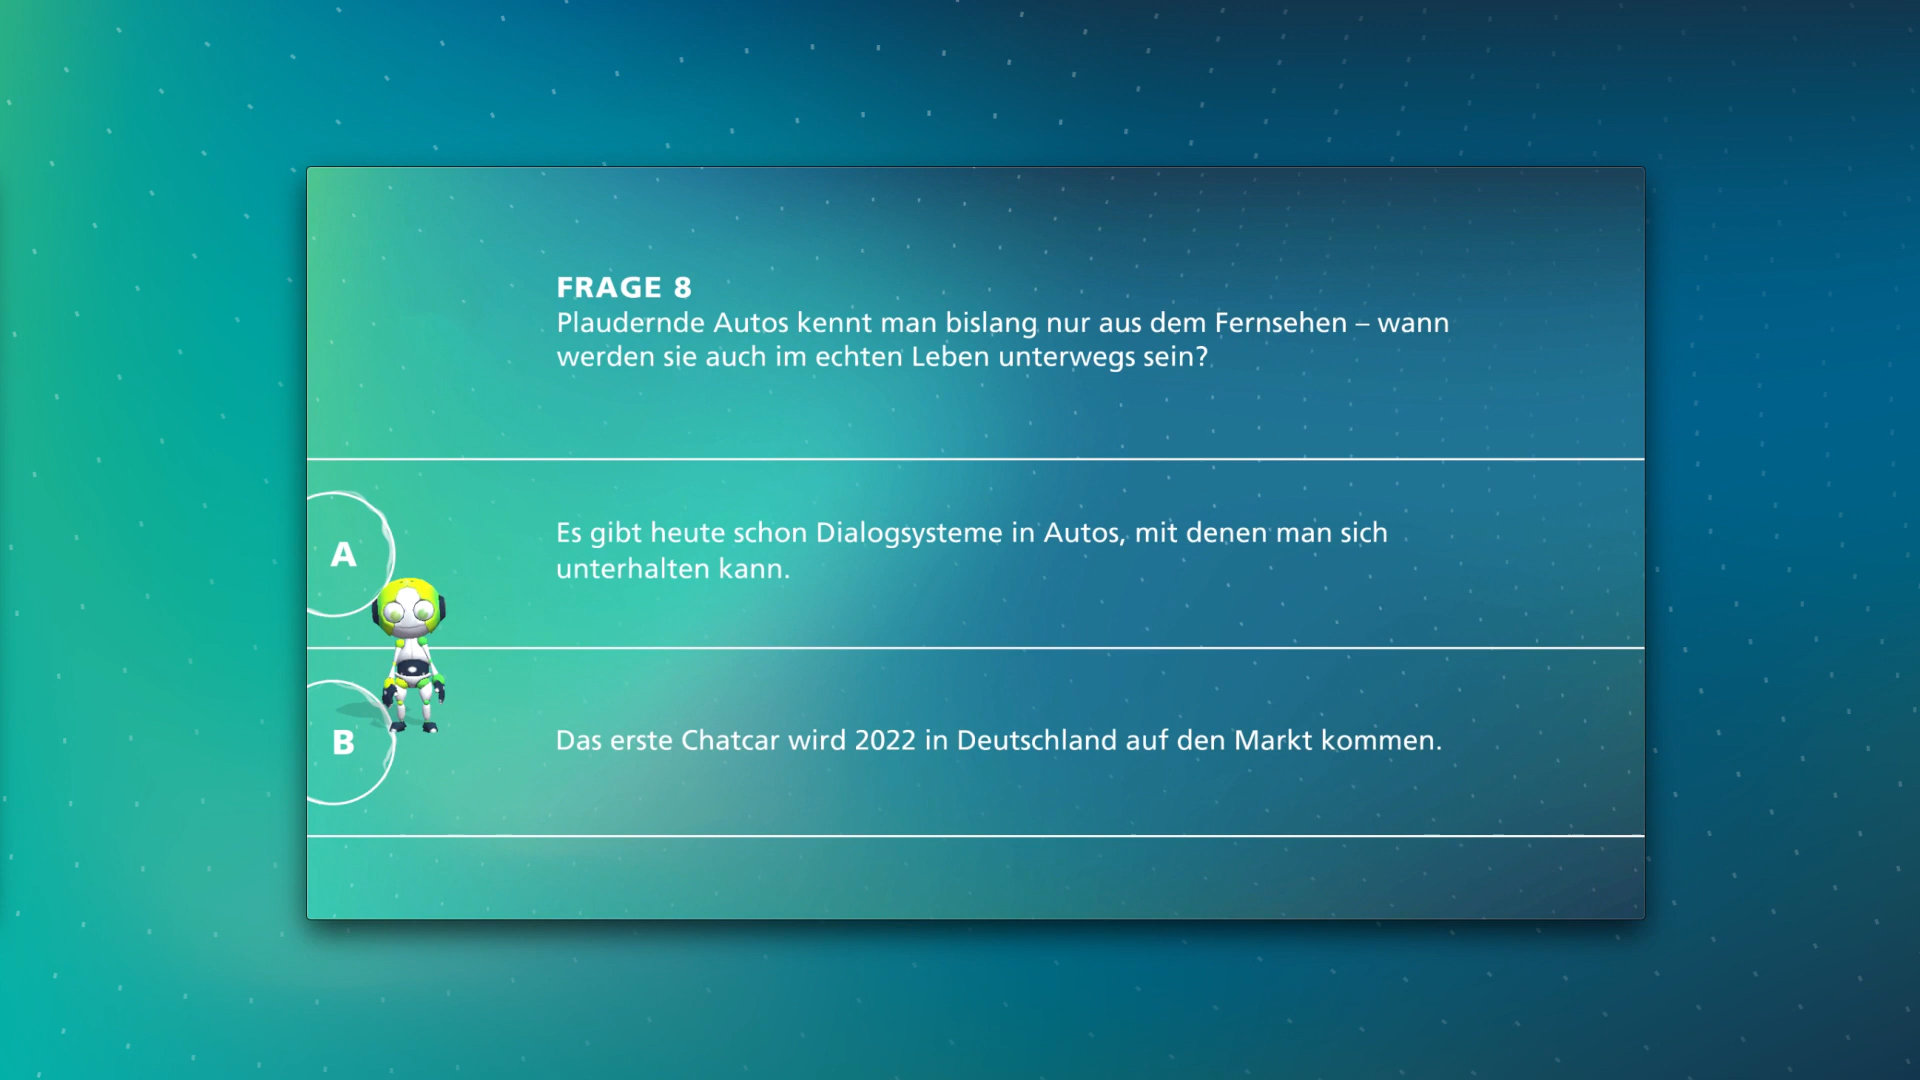 FRAGE 8
Plaudernde Autos kennt man bislang nur aus dem Fernsehen – wann
werden sie auch im echten Leben unterwegs sein?
A
Es gibt heute schon Dialogsysteme in Autos, mit denen man sich
unterhalten kann.
B
Das erste Chatcar wird 2022 in Deutschland auf den Markt kommen.